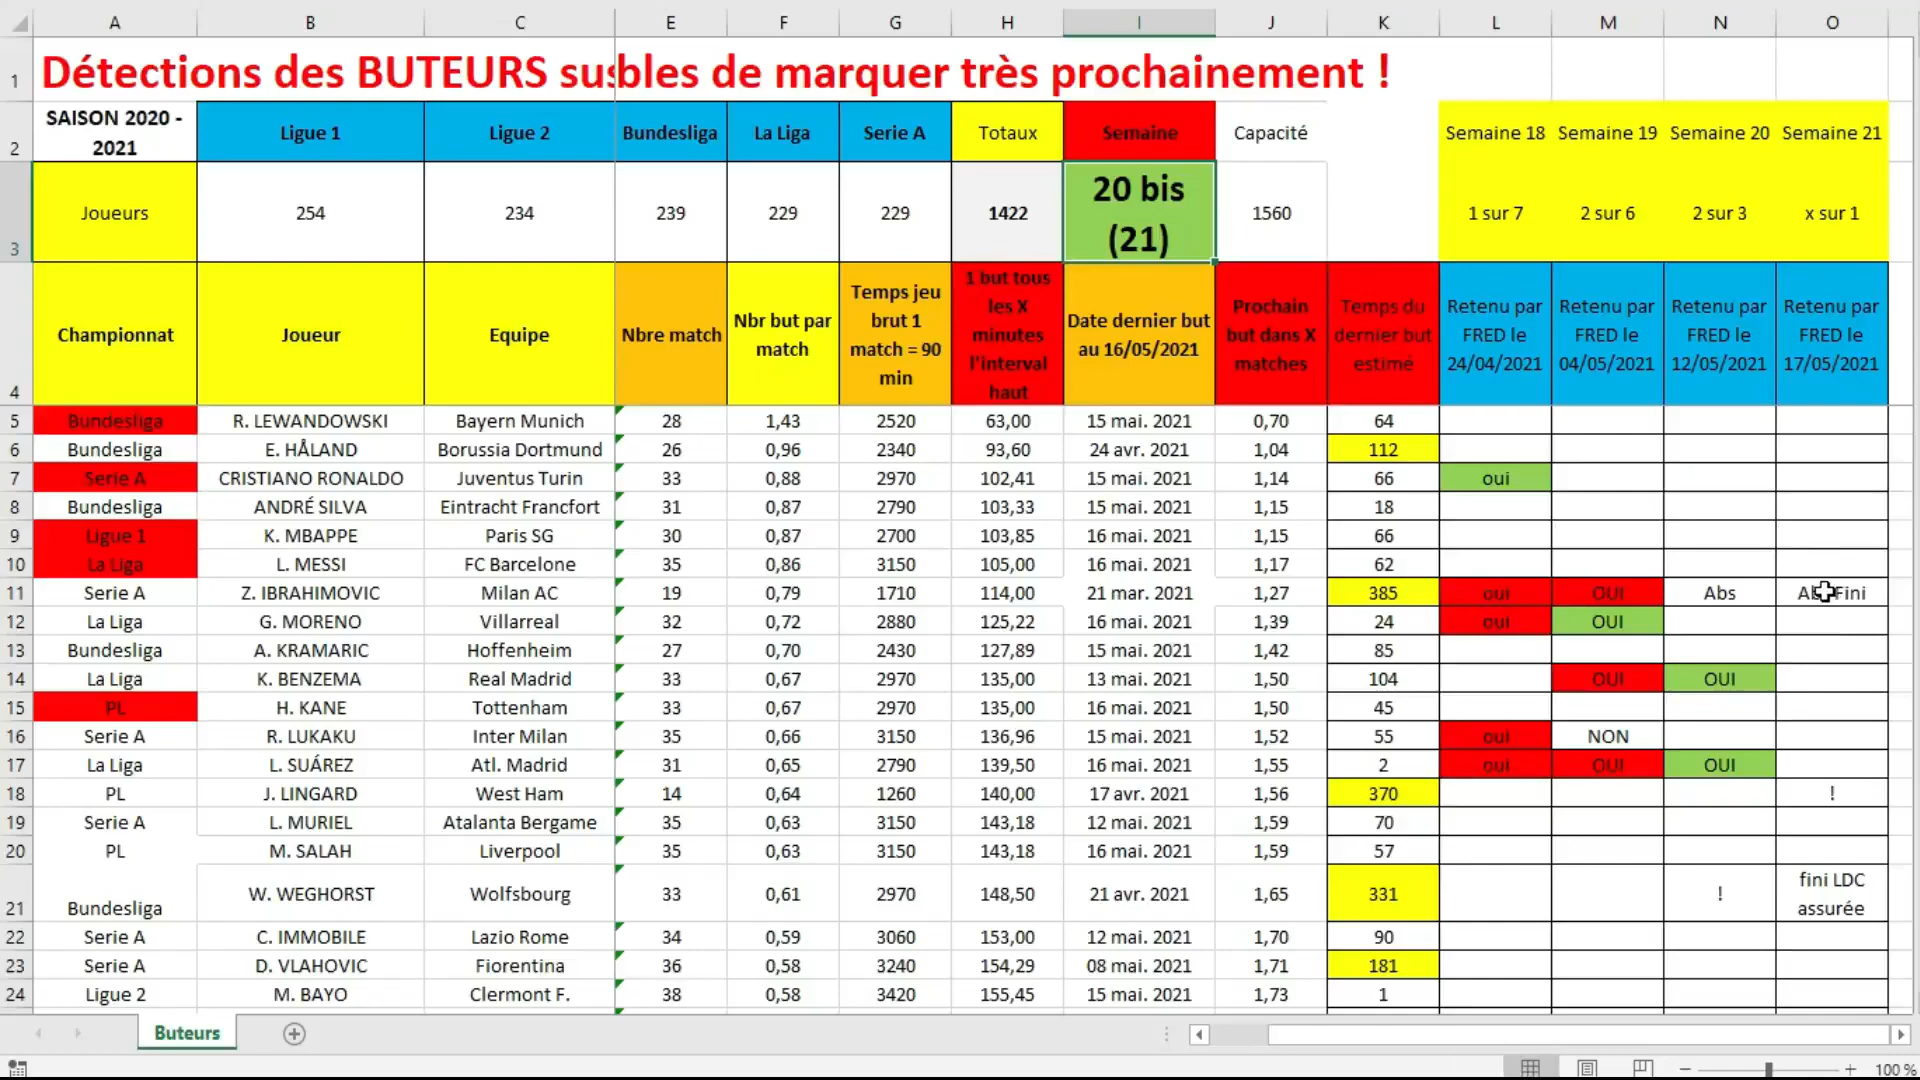 A B C E F G H I J K L M N O
1 Détections des BUTEURS susbles de marquer très prochainement !
2 SAISON 2020 - 2021 Ligue 1 Ligue 2 Bundesliga La Liga Serie A Totaux Semaine Capacité Semaine 18 Semaine 19 Semaine 20 Semaine 21
3 Joueurs 254 234 239 229 229 1422 20 bis (21) 1560 1 sur 7 2 sur 6 2 sur 3 x sur 1
4 Championnat Joueur Equipe Nbre match Nbr but par match Temps jeu brut 1 match = 90 min 1 but tous les X minutes l'interval haut Date dernier but au 16/05/2021 Prochain but dans X matches Temps du dernier but estimé Retenu par FRED le 24/04/2021 Retenu par FRED le 04/05/2021 Retenu par FRED le 12/05/2021 Retenu par FRED le 17/05/2021
5 Bundesliga R. LEWANDOWSKI Bayern Munich 28 1,43 2520 63,00 15 mai. 2021 0,70 64
6 Bundesliga E. HÅLAND Borussia Dortmund 26 0,96 2340 93,60 24 avr. 2021 1,04 112
7 Serie A CRISTIANO RONALDO Juventus Turin 33 0,88 2970 102,41 15 mai. 2021 1,14 66 oui
8 Bundesliga ANDRÉ SILVA Eintracht Francfort 31 0,87 2790 103,33 15 mai. 2021 1,15 18
9 Ligue 1 K. MBAPPE Paris SG 30 0,87 2700 103,85 16 mai. 2021 1,15 66
10 La Liga L. MESSI FC Barcelone 35 0,86 3150 105,00 16 mai. 2021 1,17 62
11 Serie A Z. IBRAHIMOVIC Milan AC 19 0,79 1710 114,00 21 mar. 2021 1,27 385 oui OUI Abs Fini
12 La Liga G. MORENO Villarreal 32 0,72 2880 125,22 16 mai. 2021 1,39 24 oui OUI
13 Bundesliga A. KRAMARIC Hoffenheim 27 0,70 2430 127,89 15 mai. 2021 1,42 85
14 La Liga K. BENZEMA Real Madrid 33 0,67 2970 135,00 13 mai. 2021 1,50 104 OUI OUI
15 PL H. KANE Tottenham 33 0,67 2970 135,00 16 mai. 2021 1,50 45
16 Serie A R. LUKAKU Inter Milan 35 0,66 3150 136,96 15 mai. 2021 1,52 55 oui NON
17 La Liga L. SUÁREZ Atl. Madrid 31 0,65 2790 139,50 16 mai. 2021 1,55 2 oui OUI OUI
18 PL J. LINGARD West Ham 14 0,64 1260 140,00 17 avr. 2021 1,56 370 !
19 Serie A L. MURIEL Atalanta Bergame 35 0,63 3150 143,18 12 mai. 2021 1,59 70
20 PL M. SALAH Liverpool 35 0,63 3150 143,18 16 mai. 2021 1,59 57
21 Bundesliga W. WEGHORST Wolfsbourg 33 0,61 2970 148,50 21 avr. 2021 1,65 331 ! fini LDC assurée
22 Serie A C. IMMOBILE Lazio Rome 34 0,59 3060 153,00 12 mai. 2021 1,70 90
23 Serie A D. VLAHOVIC Fiorentina 36 0,58 3240 154,29 08 mai. 2021 1,71 181
24 Ligue 2 M. BAYO Clermont F. 38 0,58 3420 155,45 15 mai. 2021 1,73 1
Buteurs
100 %